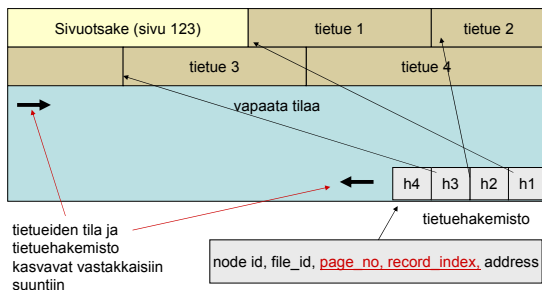 Sivuotsake (sivu 123) tietue 1 tietue 2
tietue 3 tietue 4
vapaata tilaa
h4 h3 h2 h1
tietuehakemisto
tietueiden tila ja
tietuehakemisto
kasvavat vastakkaisiin
suuntiin
node id, file_id, page_no, record_index, address